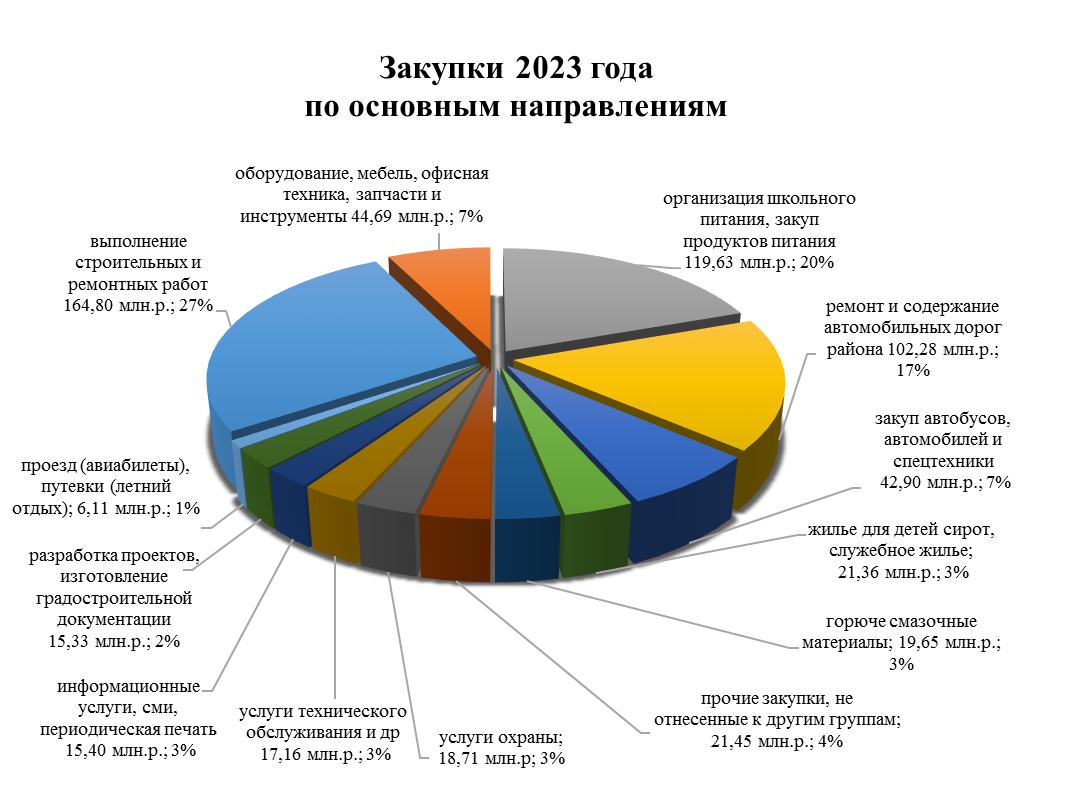 Закупки 2023 года
по основным направлениям
оборудование, мебель, офисная
техника, запчасти и
инструменты 44,69 млн.р.; 7%
организация школьного
питания, закуп
продуктов питания
119,63 млн.р.; 20%
ремонт и содержание
автомобильных дорог
района 102,28 млн.р.;
17%
закуп автобусов,
автомобилей и
спецтехники
42,90 млн.р.; 7%
жилье для детей сирот,
служебное жилье;
21,36 млн.р.; 3%
горюче смазочные
материалы; 19,65 млн.р.;
3%
прочие закупки, не
отнесенные к другим группам;
21,45 млн.р.; 4%
услуги охраны;
18,71 млн.р; 3%
услуги технического
обслуживания и др
17,16 млн.р.; 3%
информационные
услуги, сми,
периодическая печать
15,40 млн.р.; 3%
разработка проектов,
изготовление
градостроительной
документации
15,33 млн.р.; 2%
проезд (авиабилеты),
путевки (летний
отдых); 6,11 млн.р.; 1%
выполнение
строительных и
ремонтных работ
164,80 млн.р.; 27%